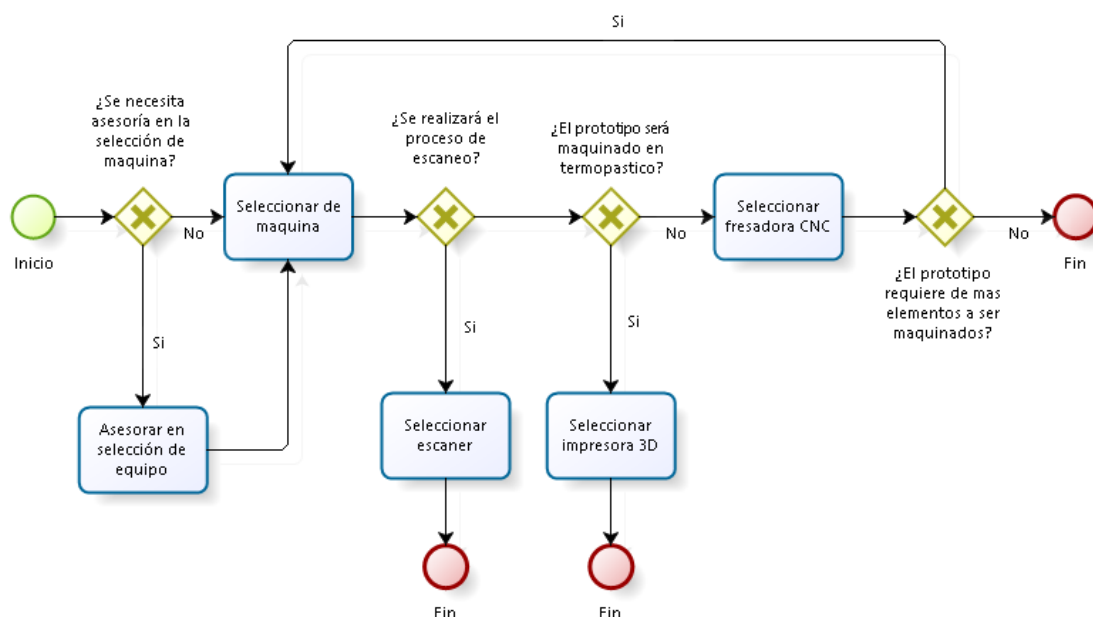 Si
¿Se necesita
asesoría en la
selección de
maquina?
¿Se realizará el
proceso de
escaneo?
¿El prototipo será
maquinado en
termopastico?
Inicio
No
Seleccionar de
maquina
No
Seleccionar
fresadora CNC
No
Fin
¿El prototipo
requiere de mas
elementos a ser
maquinados?
Si
Si
Si
Asesorar en
selección de
equipo
Seleccionar
escaner
Seleccionar
impresora 3D
Fin
Fin